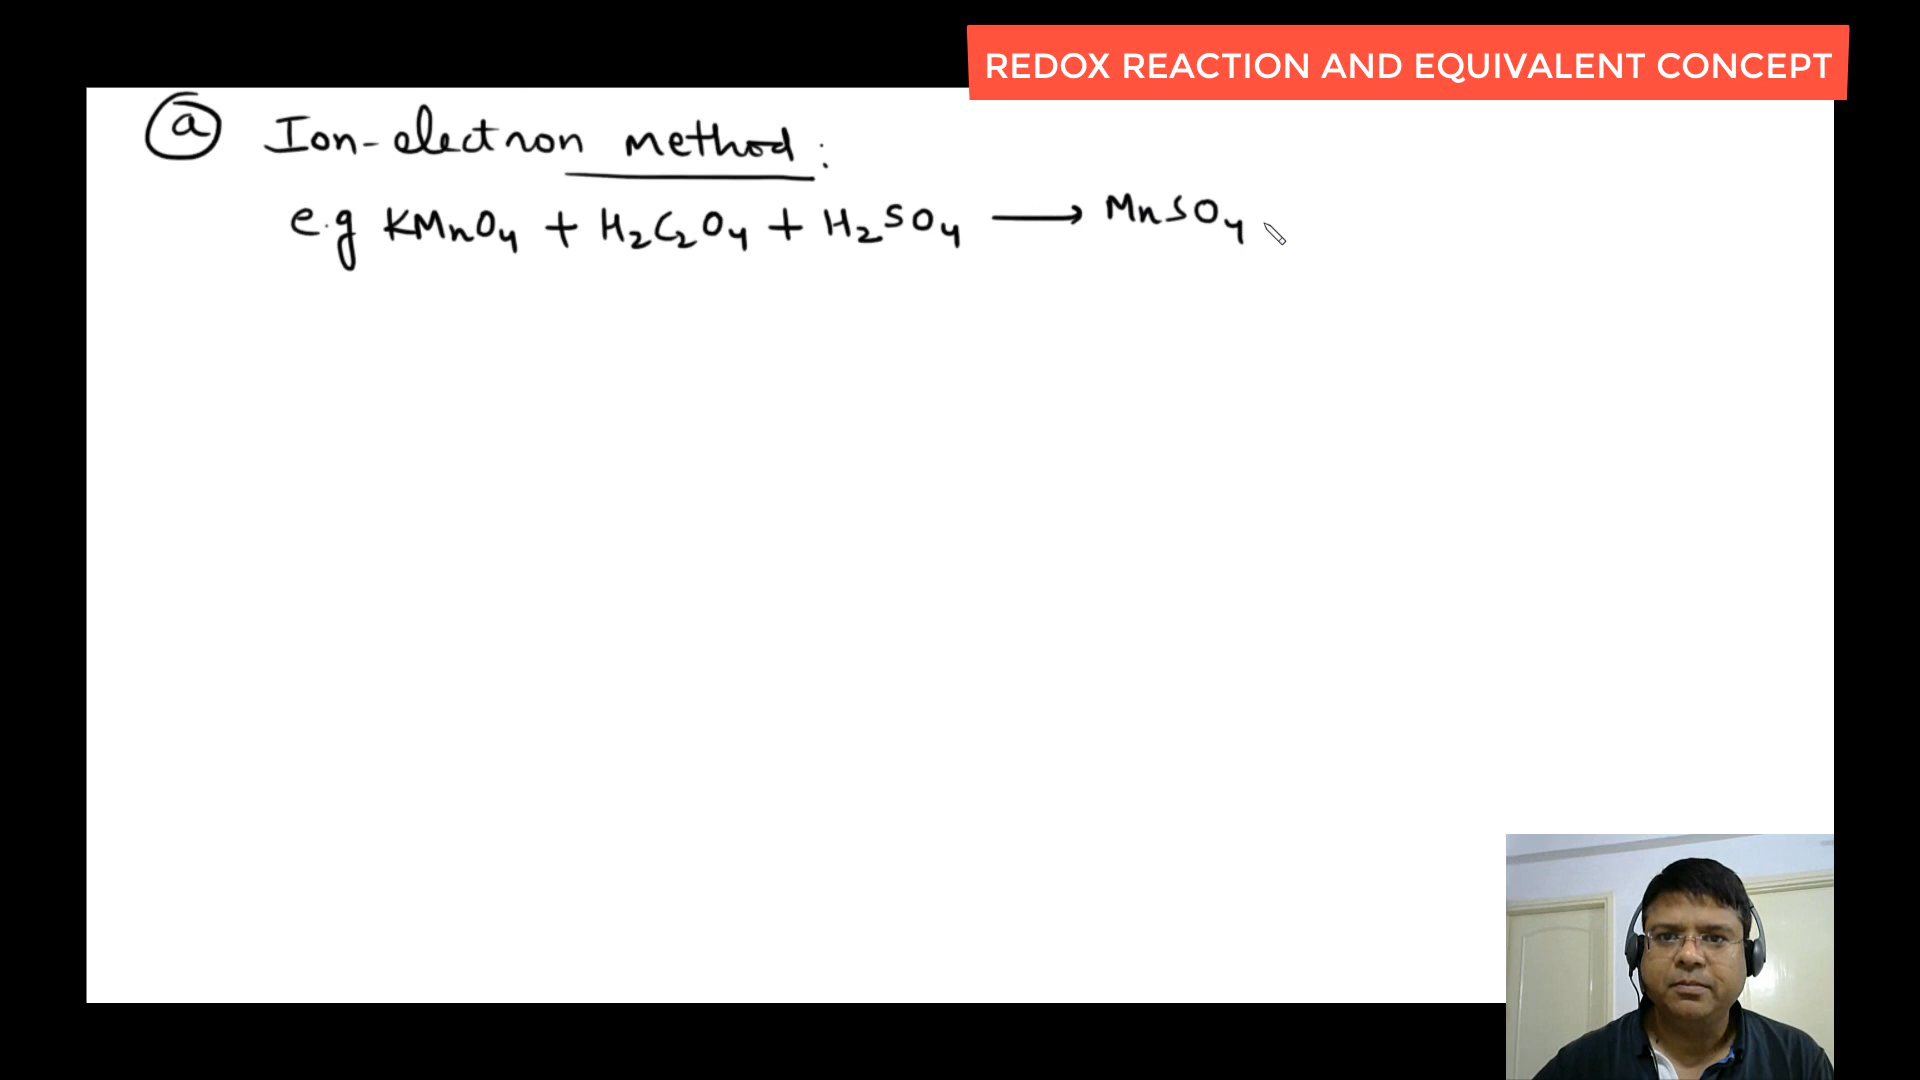 REDOX REACTION AND EQUIVALENT CONCEPT
a Ion-electron method:
e.g KMnO4 + H2C2O4 + H2SO4 ⟶ MnSO4